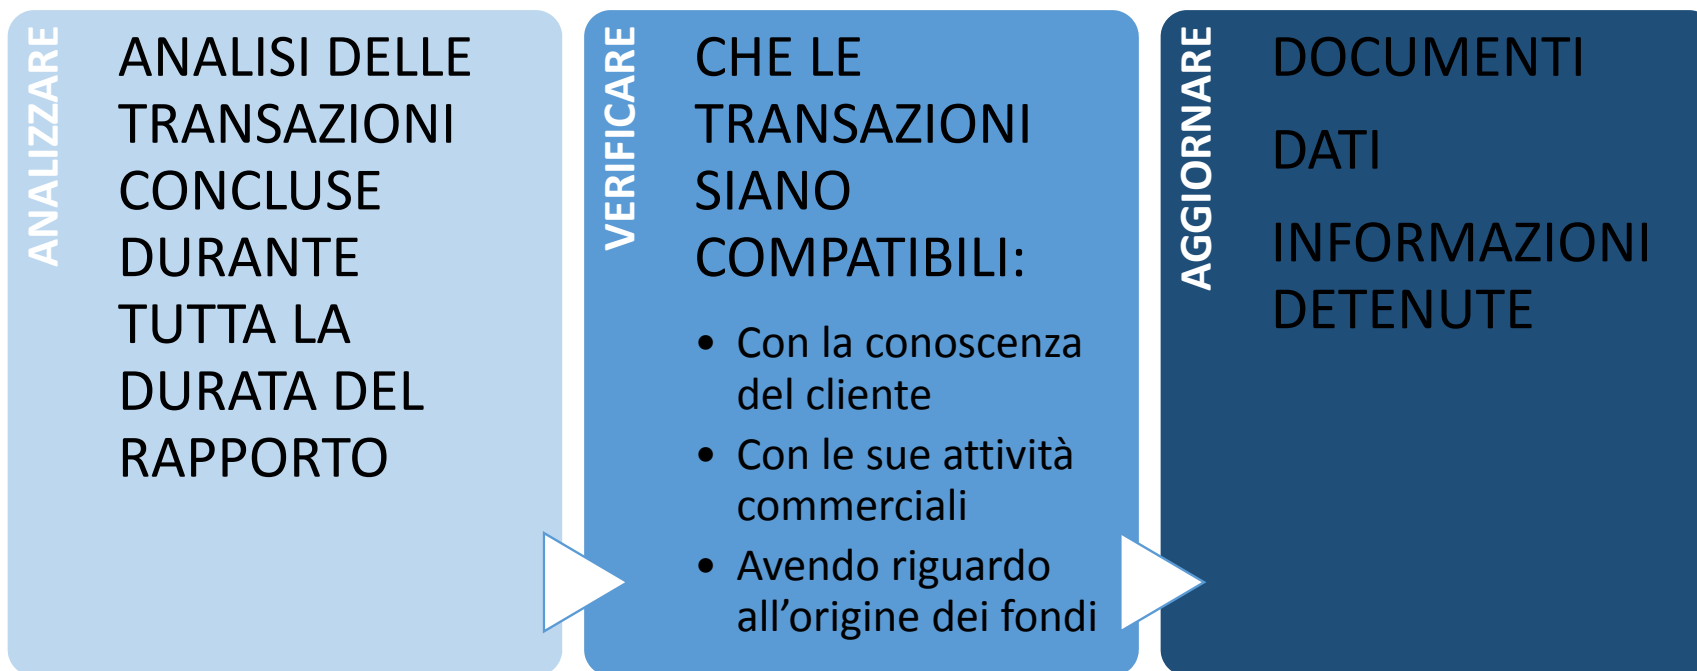 ANALIZZARE
ANALISI DELLE
TRANSAZIONI
CONCLUSE
DURANTE
TUTTA LA
DURATA DEL
RAPPORTO
VERIFICARE
CHE LE
TRANSAZIONI
SIANO
COMPATIBILI:
• Con la conoscenza
del cliente
• Con le sue attività
commerciali
• Avendo riguardo
all’origine dei fondi
AGGIORNARE
DOCUMENTI
DATI
INFORMAZIONI
DETENUTE